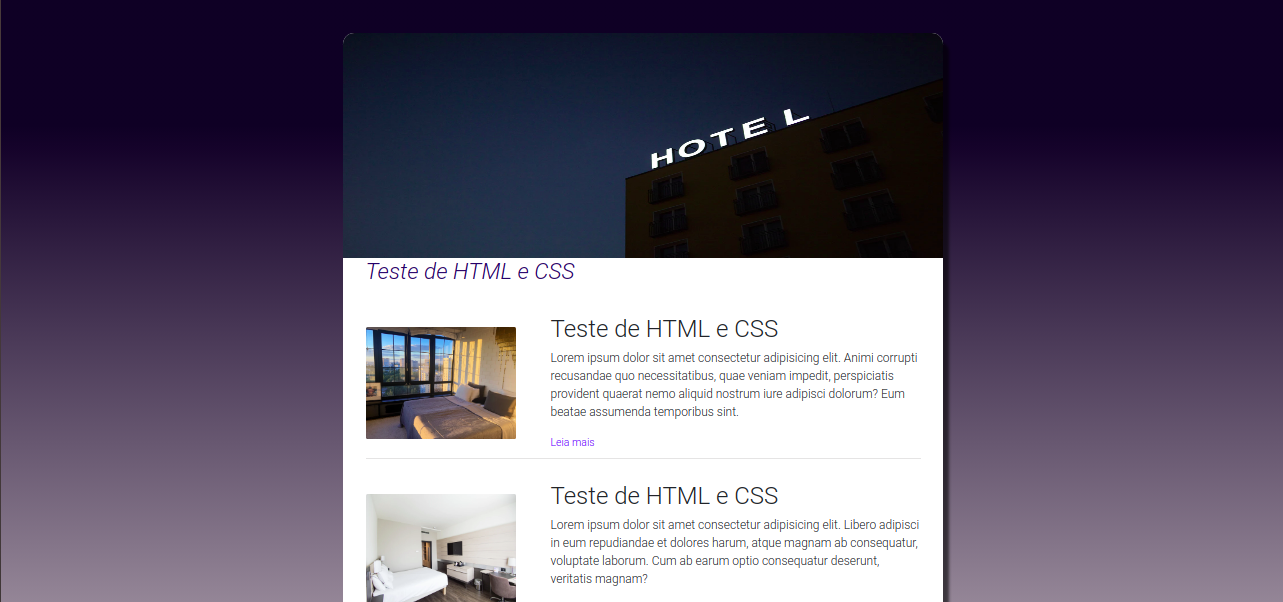 HOTEL
Teste de HTML e CSS
Teste de HTML e CSS
Lorem ipsum dolor sit amet consectetur adipisicing elit. Animi corrupti
recusandae quo necessitatibus, quae veniam impedit, perspiciatis
provident quaerat nemo aliquid nostrum iure adipisci dolorum? Eum
beatae assumenda temporibus sint.
Leia mais
Teste de HTML e CSS
Lorem ipsum dolor sit amet consectetur adipisicing elit. Libero adipisci
in eum repudiandae et dolores harum, atque magnam ab consequatur,
voluptate laborum. Cum ab earum optio consequatur deserunt,
veritatis magnam?